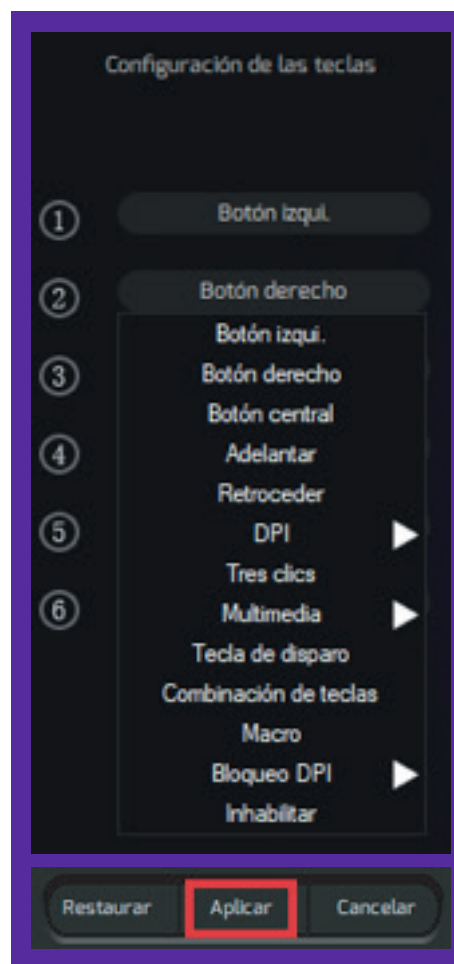 Configuración de las teclas
① Botón izqui.
② Botón derecho
Botón izqui.
③ Botón derecho
Botón central
④ Adelantar
Retroceder
⑤ DPI
Tres clics
⑥ Multimedia
Tecla de disparo
Combinación de teclas
Macro
Bloqueo DPI
Inhabilitar
Restaurar Aplicar Cancelar